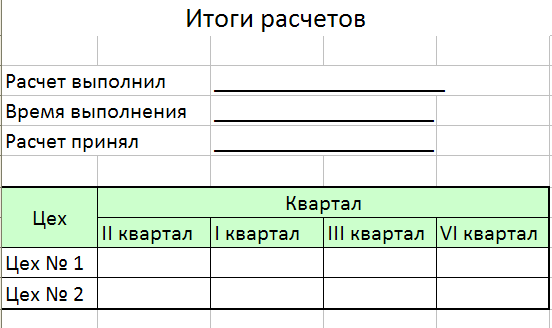 Итоги расчетов
Расчет выполнил
Время выполнения
Расчет принял
Цех
Квартал
II квартал I квартал III квартал VI квартал
Цех № 1
Цех № 2